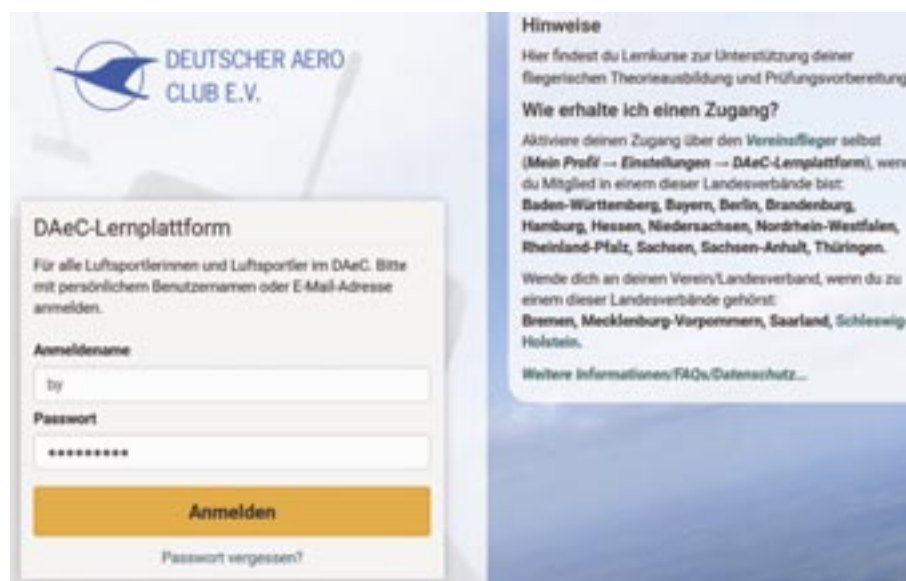 DEUTSCHER AERO
CLUB E.V.
DAeC-Lernplattform
Für alle Luftsportlerinnen und Luftsportler im DAeC. Bitte
mit persönlichem Benutzernamen oder E-Mail-Adresse
anmelden.
Anmeldename
by
Passwort
•••••••••
Anmelden
Passwort vergessen?
Hinweise
Hier findest du Lernkurse zur Unterstützung deiner
fliegerischen Theorieausbildung und Prüfungsvorbereitung
Wie erhalte ich einen Zugang?
Aktiviere deinen Zugang über den Vereinsflieger selbst
(Mein Profil → Einstellungen → DAeC-Lernplattform), wenn
du Mitglied in einem dieser Landesverbände bist:
Baden-Württemberg, Bayern, Berlin, Brandenburg,
Hamburg, Hessen, Niedersachsen, Nordrhein-Westfalen,
Rheinland-Pfalz, Sachsen, Sachsen-Anhalt, Thüringen.
Wende dich an deinen Verein/Landesverband, wenn du zu
einem dieser Landesverbände gehörst:
Bremen, Mecklenburg-Vorpommern, Saarland, Schleswig
Holstein.
Weitere Informationen/FAQs/Datenschutz...